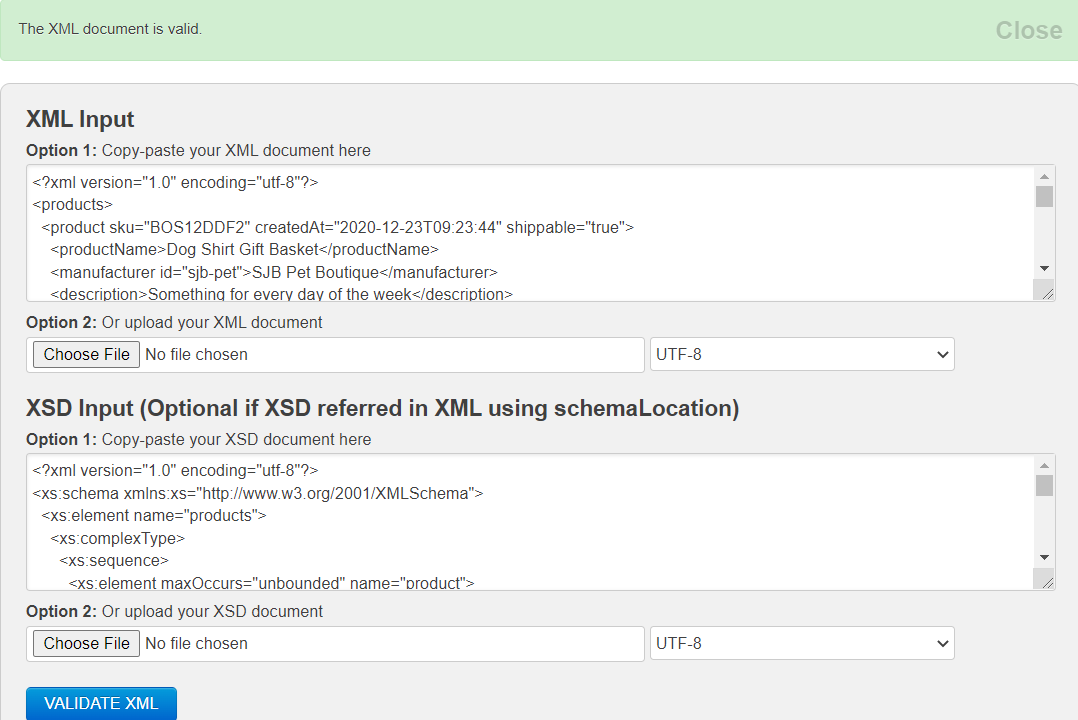 The XML document is valid.
Close
XML Input
Option 1: Copy-paste your XML document here
<?xml version="1.0" encoding="utf-8"?>
<products>
<product sku="BOS12DDF2" createdAt="2020-12-23T09:23:44" shippable="true">
<productName>Dog Shirt Gift Basket</productName>
<manufacturer id="sjb-pet">SJB Pet Boutique</manufacturer>
<description>Something for every day of the week</description>
Option 2: Or upload your XML document
Choose File No file chosen UTF-8
XSD Input (Optional if XSD referred in XML using schemaLocation)
Option 1: Copy-paste your XSD document here
<?xml version="1.0" encoding="utf-8"?>
<xs:schema xmlns:xs="http://www.w3.org/2001/XMLSchema">
<xs:element name="products">
<xs:complexType>
<xs:sequence>
<xs:element maxOccurs="unbounded" name="product">
Option 2: Or upload your XSD document
Choose File No file chosen UTF-8
VALIDATE XML